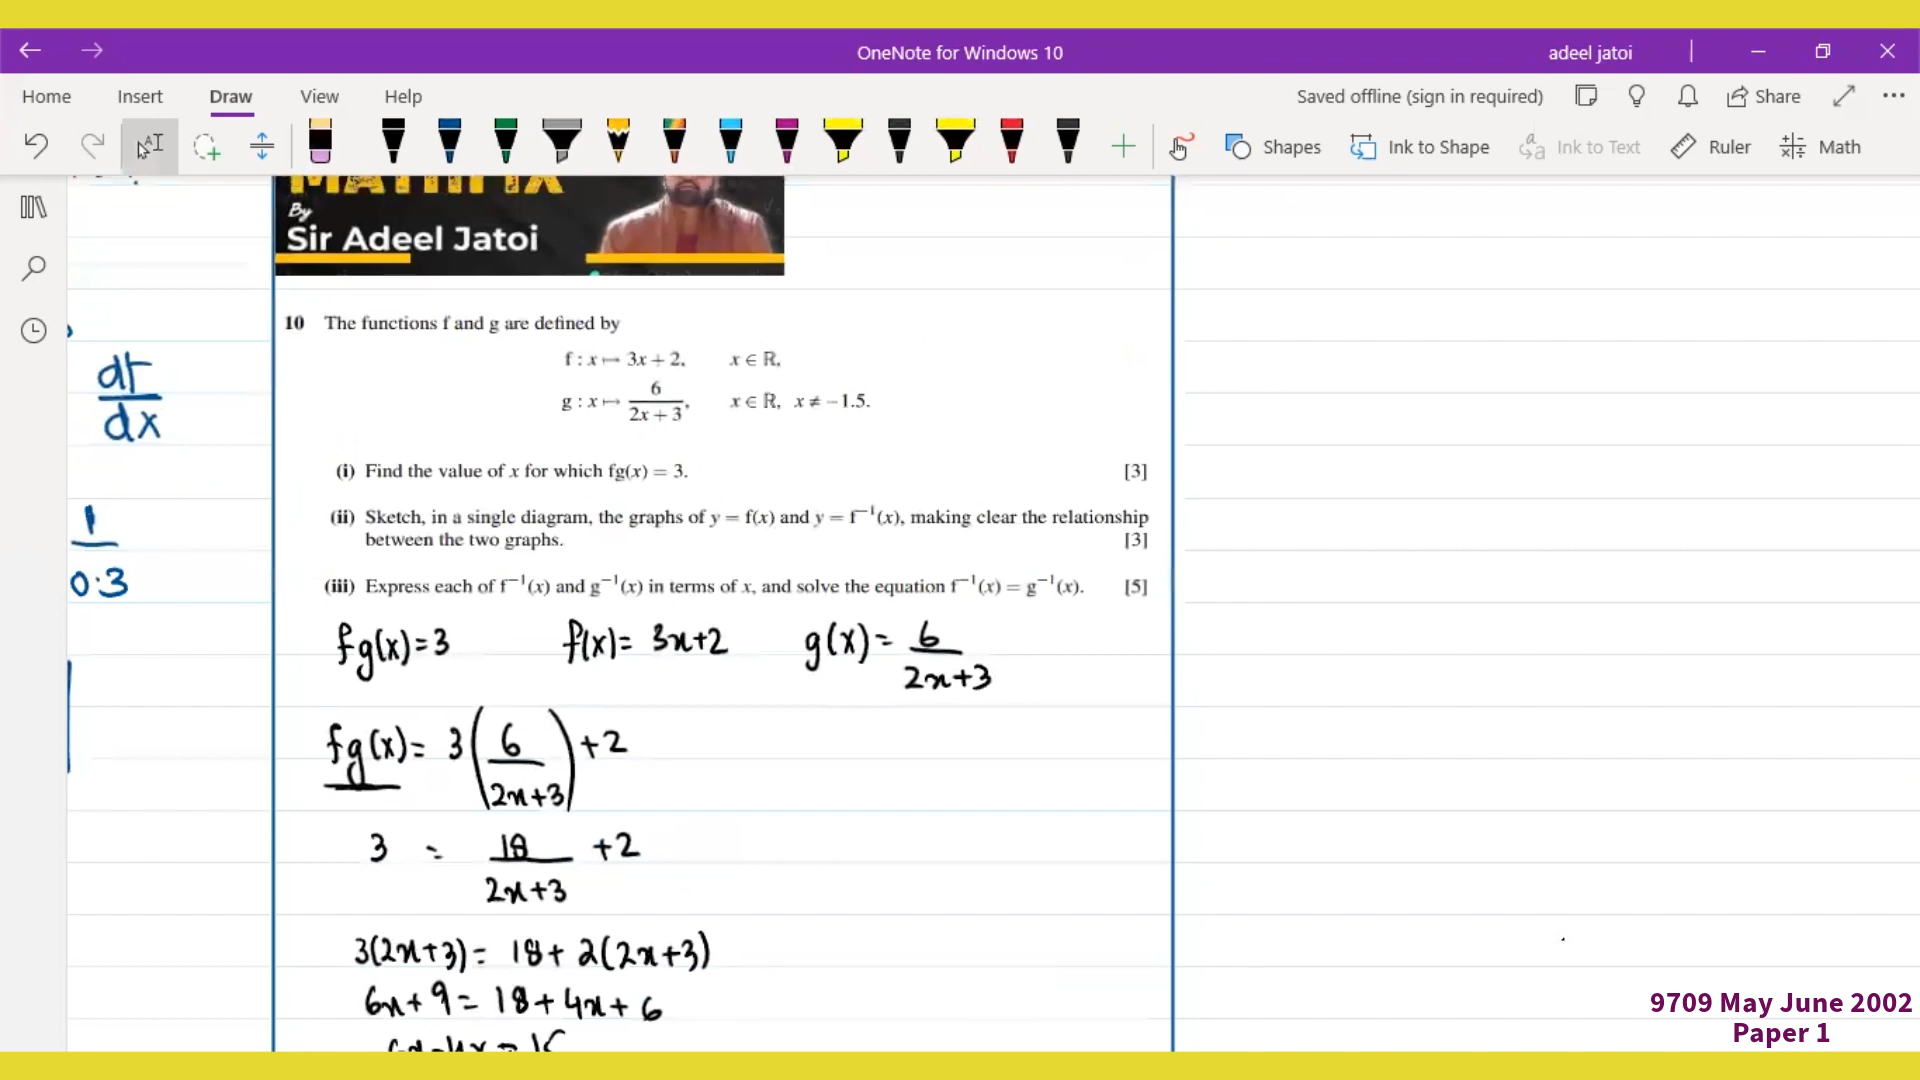 OneNote for Windows 10
adeel jatoi
Home Insert Draw View Help
Saved offline (sign in required)
Share
Shapes
Ink to Shape
Ink to Text
Ruler
Math
MATHFIX
By
Sir Adeel Jatoi
10 The functions f and g are defined by
f : x ↦ 3x + 2, x ∈ ℝ,
g : x ↦ 6/(2x + 3), x ∈ ℝ, x ≠ −1.5.
(i) Find the value of x for which fg(x) = 3. [3]
(ii) Sketch, in a single diagram, the graphs of y = f(x) and y = f⁻¹(x), making clear the relationship
between the two graphs. [3]
(iii) Express each of f⁻¹(x) and g⁻¹(x) in terms of x, and solve the equation f⁻¹(x) = g⁻¹(x). [5]
dr/dx
1
0.3
fg(x)=3 f(x)= 3x+2 g(x)= 6/(2x+3)
fg(x)= 3(6/(2x+3))+2
3 = 18/(2x+3) +2
3(2x+3)= 18+ 2(2x+3)
6x+9=18+4x+6
9709 May June 2002
Paper 1